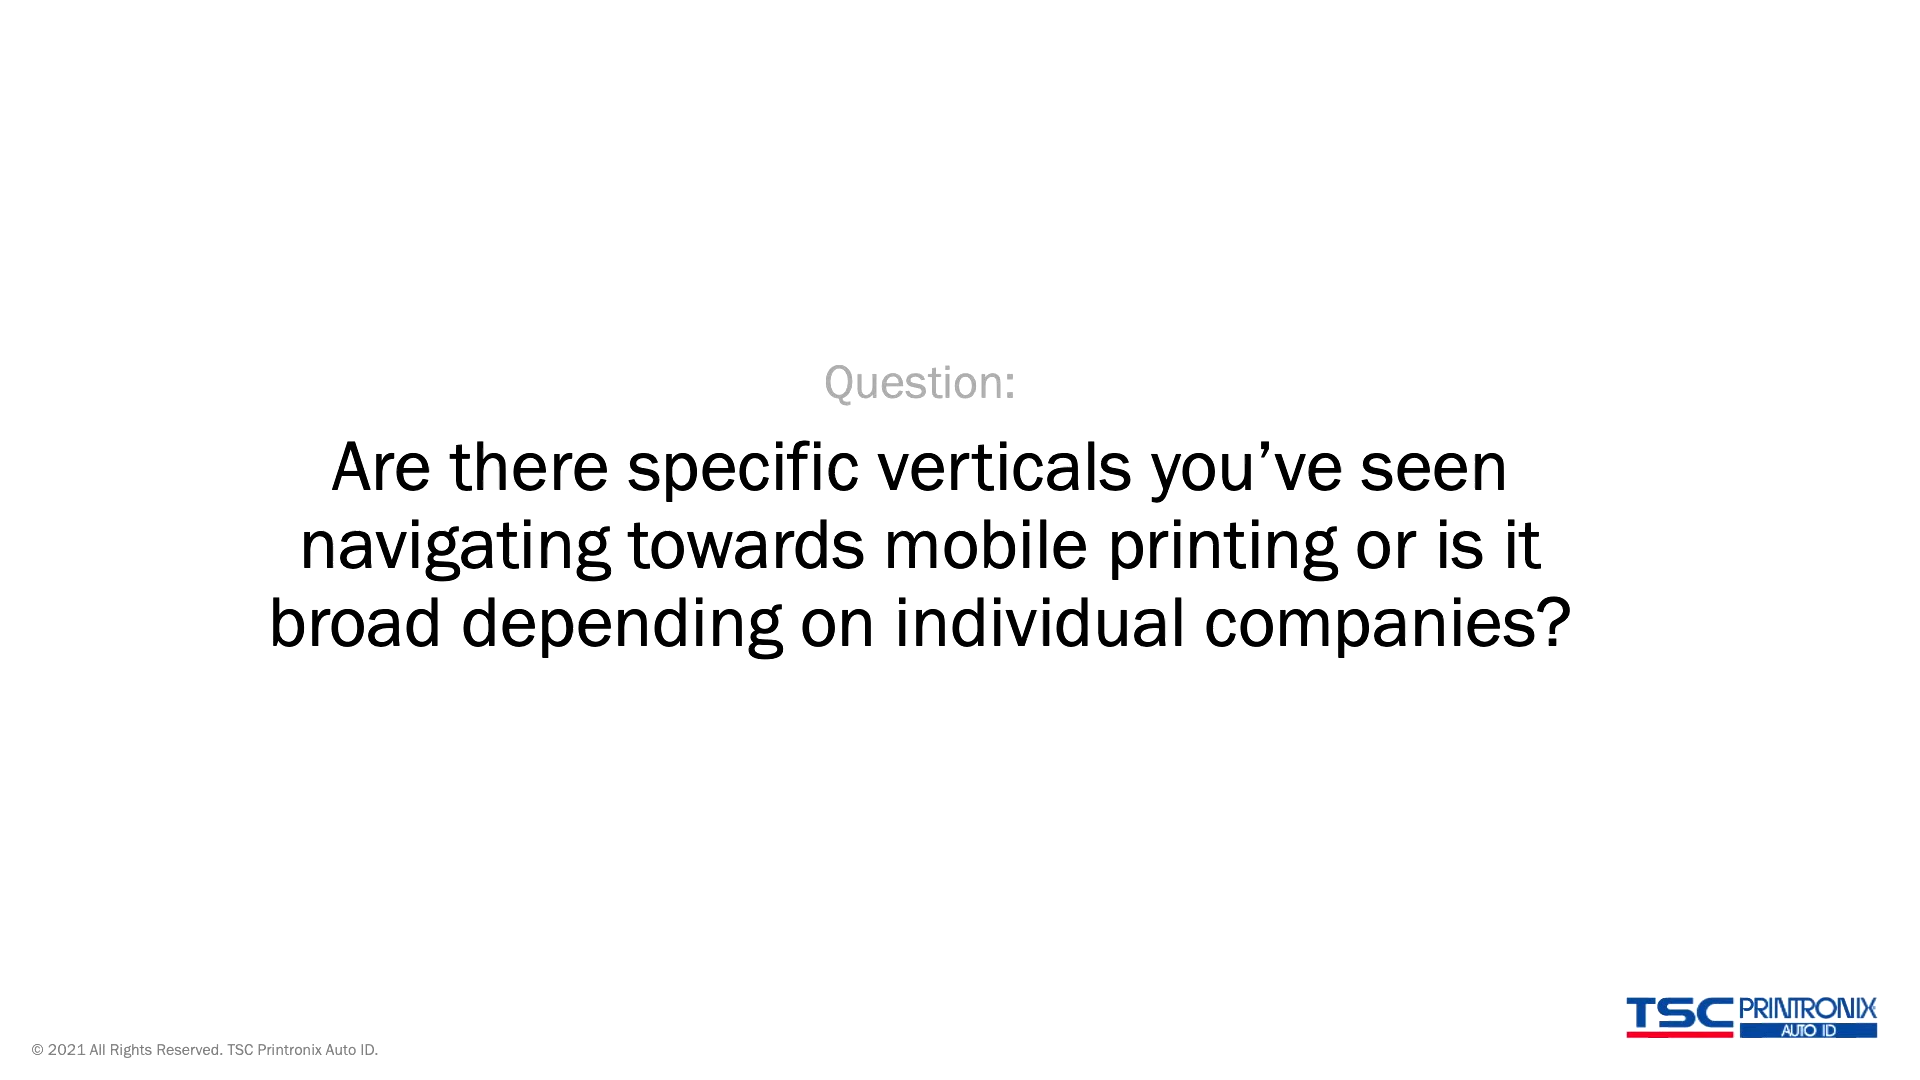 Question:
Are there specific verticals you’ve seen
navigating towards mobile printing or is it
broad depending on individual companies?
TSC PRINTRONIX
AUTO ID
© 2021 All Rights Reserved. TSC Printronix Auto ID.